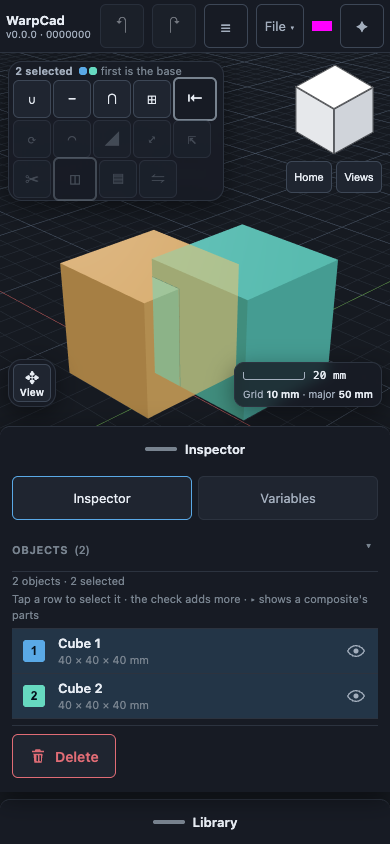 WarpCad
v0.0.0 · 0000000
File ▾
2 selected first is the base
Home
Views
View
20 mm
Grid 10 mm · major 50 mm
Inspector
Inspector
Variables
OBJECTS (2)
2 objects · 2 selected
Tap a row to select it · the check adds more · ▸ shows a composite's
parts
1
Cube 1
40 × 40 × 40 mm
2
Cube 2
40 × 40 × 40 mm
Delete
Library